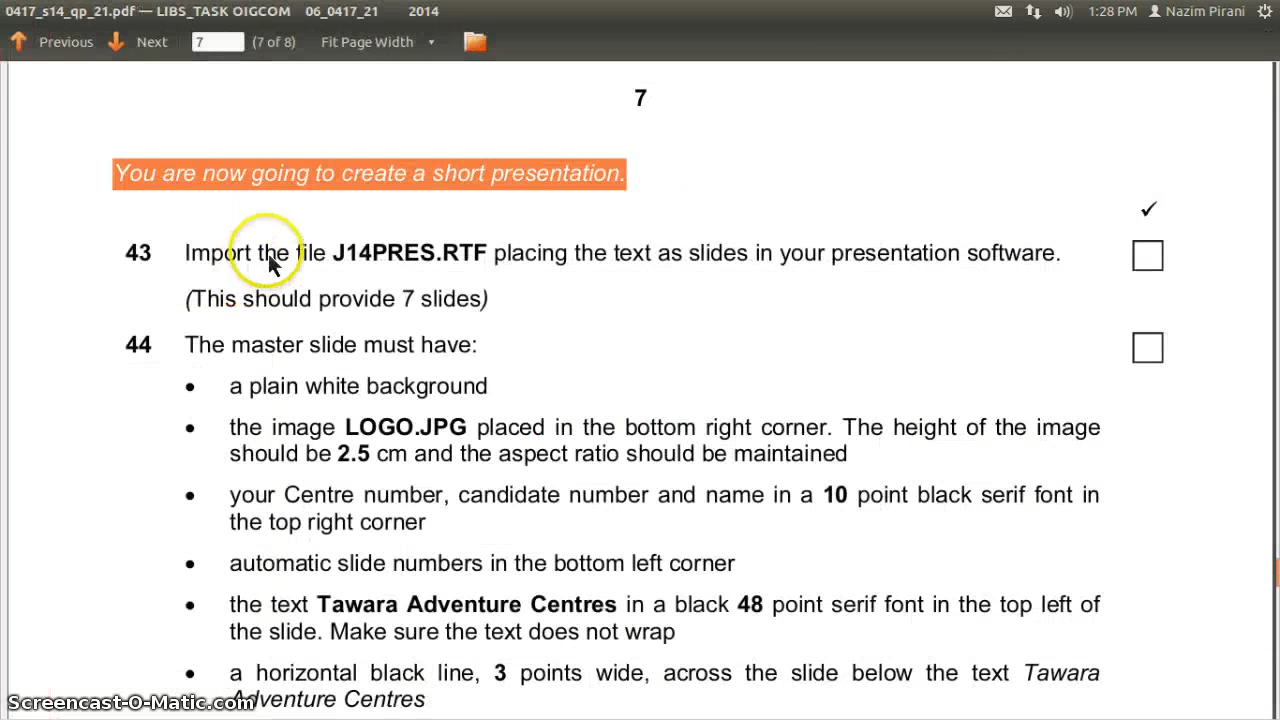 0417_s14_qp_21.pdf — LIBS_TASK OIGCOM 06_0417_21 2014 1:28 PM Nazim Pirani
Previous Next 7 (7 of 8) Fit Page Width
7
You are now going to create a short presentation.
✓
43 Import the file J14PRES.RTF placing the text as slides in your presentation software.
(This should provide 7 slides)
44 The master slide must have:
• a plain white background
• the image LOGO.JPG placed in the bottom right corner. The height of the image
should be 2.5 cm and the aspect ratio should be maintained
• your Centre number, candidate number and name in a 10 point black serif font in
the top right corner
• automatic slide numbers in the bottom left corner
• the text Tawara Adventure Centres in a black 48 point serif font in the top left of
the slide. Make sure the text does not wrap
• a horizontal black line, 3 points wide, across the slide below the text Tawara
Adventure Centres
Screencast-O-Matic.com